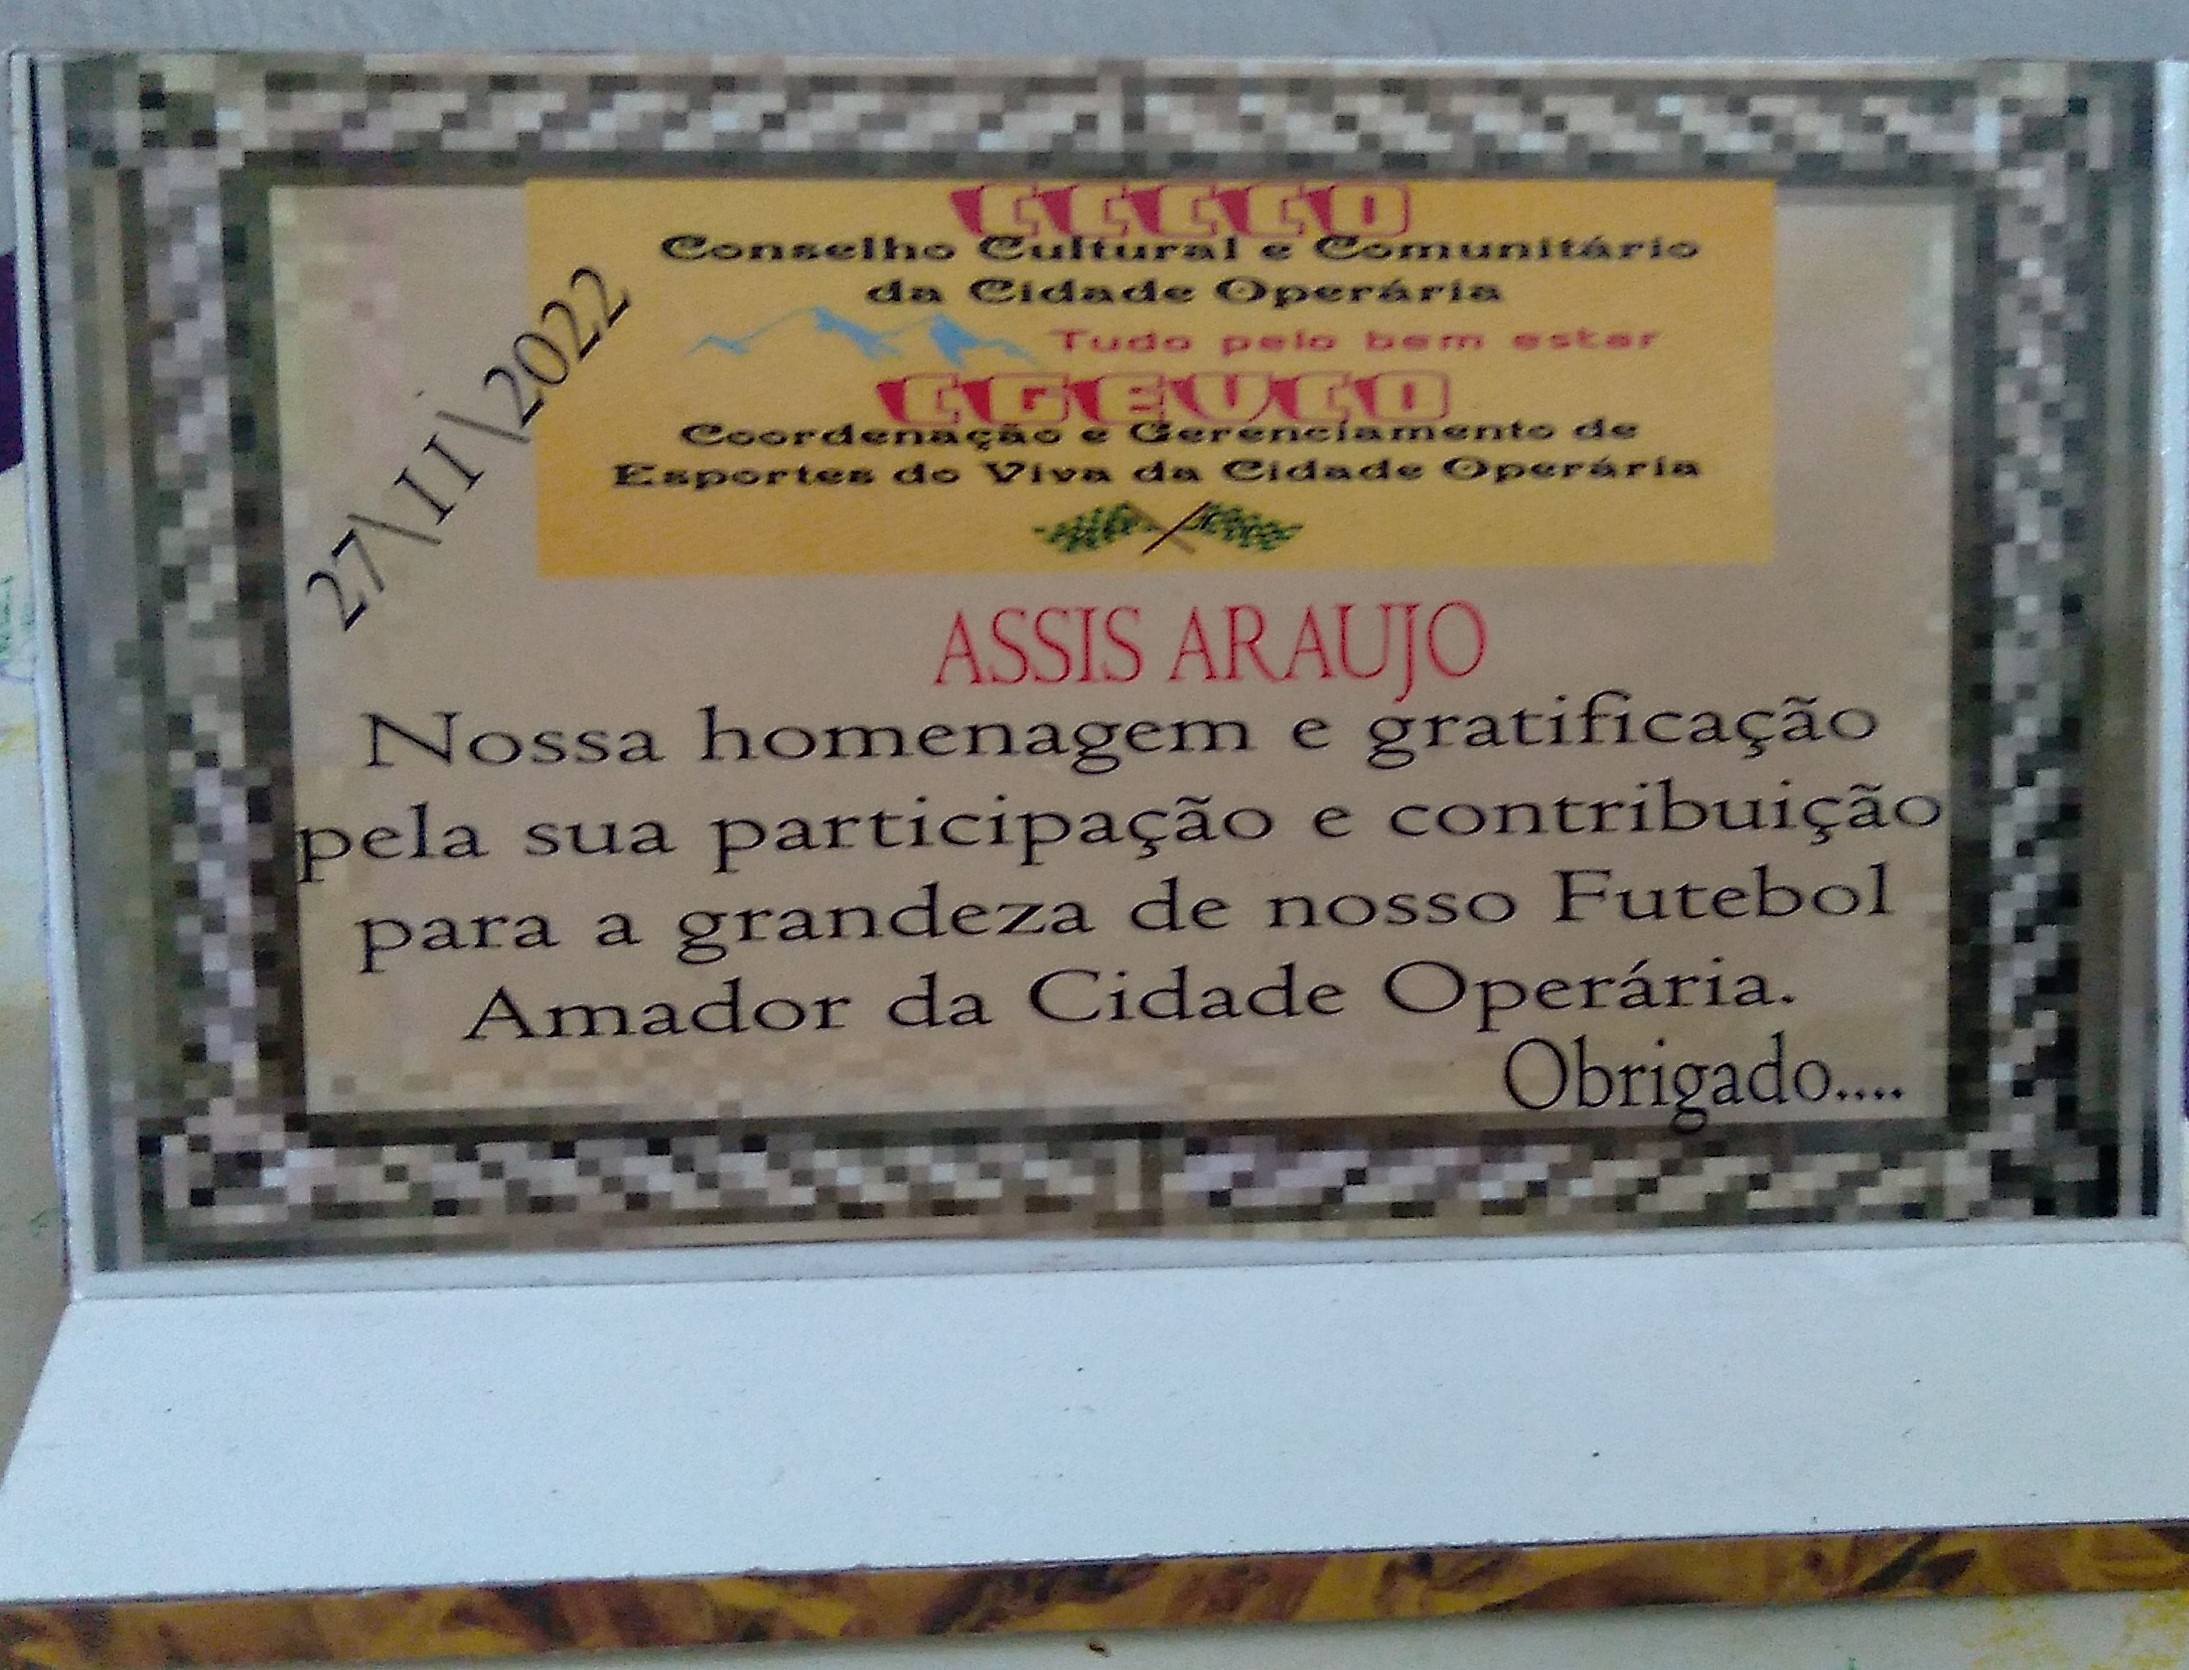 CCCCO
Conselho Cultural e Comunitário
da Cidade Operária
Tudo pelo bem estar
CGEVCO
Coordenação e Gerenciamento de
Esportes do Viva da Cidade Operária
27\11\2022
ASSIS ARAUJO
Nossa homenagem e gratificação
pela sua participação e contribuição
para a grandeza de nosso Futebol
Amador da Cidade Operária.
Obrigado....